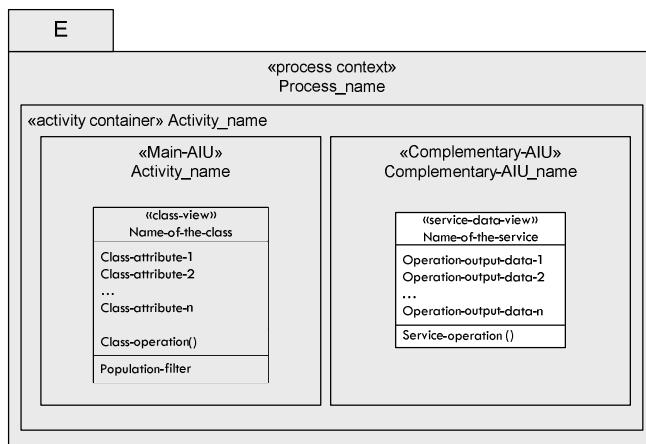 E
«process context»
Process_name
«activity container» Activity_name
«Main-AIU»
Activity_name
«class-view»
Name-of-the-class
Class-attribute-1
Class-attribute-2
...
Class-attribute-n
Class-operation()
Population-filter
«Complementary-AIU»
Complementary-AIU_name
«service-data-view»
Name-of-the-service
Operation-output-data-1
Operation-output-data-2
...
Operation-output-data-n
Service-operation ()